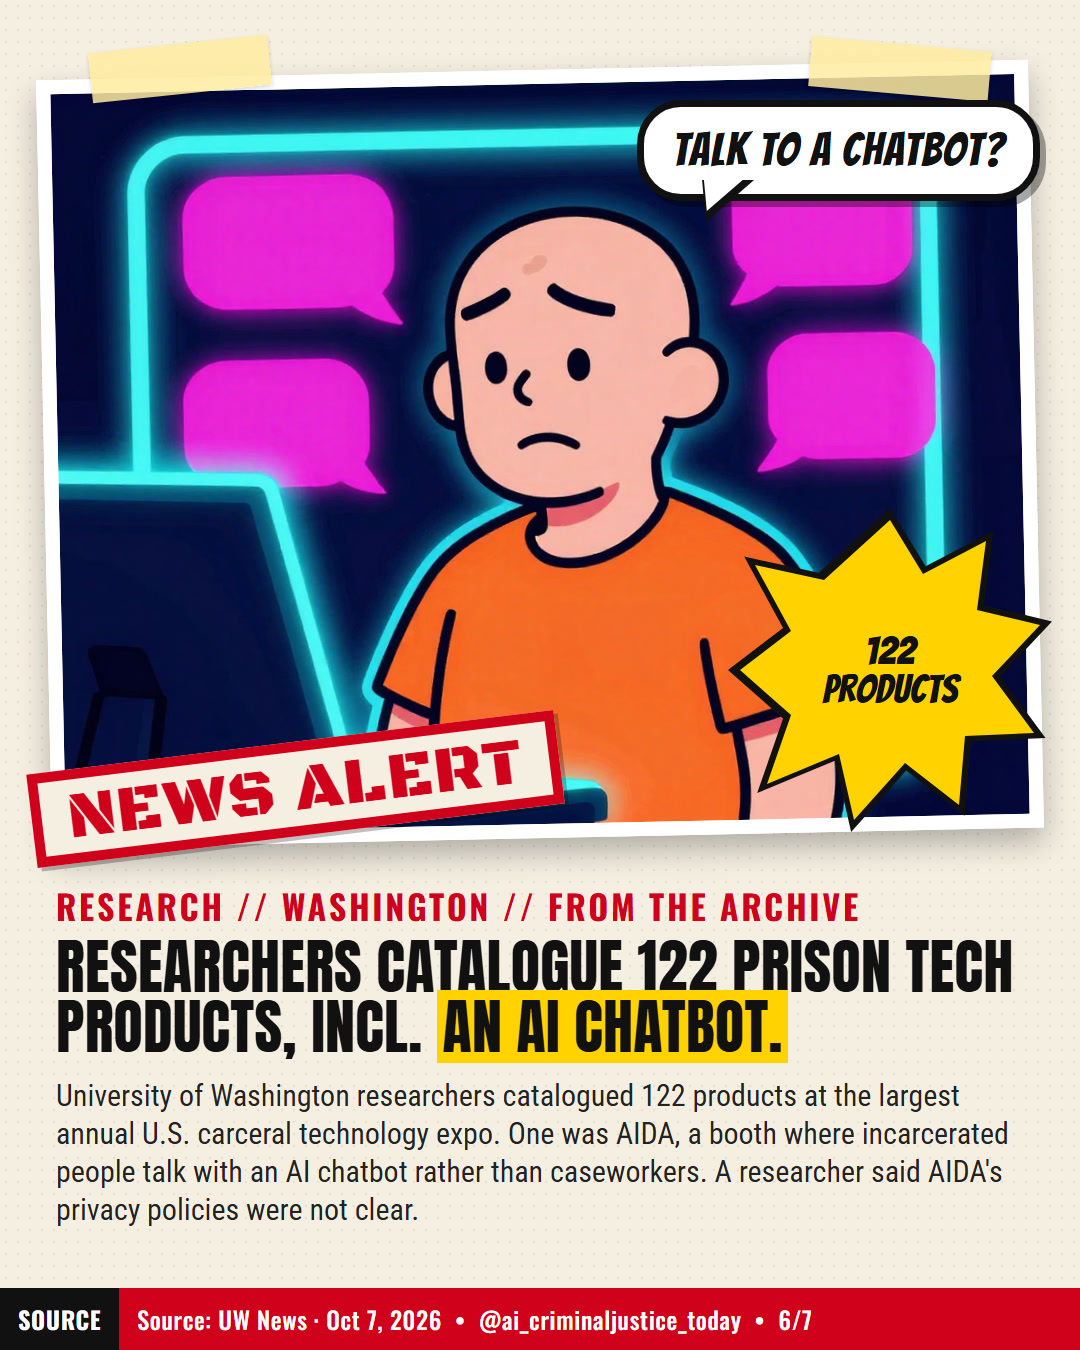 TALK TO A CHATBOT?
122
PRODUCTS
NEWS ALERT
RESEARCH // WASHINGTON // FROM THE ARCHIVE
RESEARCHERS CATALOGUE 122 PRISON TECH
PRODUCTS, INCL. AN AI CHATBOT.
University of Washington researchers catalogued 122 products at the largest
annual U.S. carceral technology expo. One was AIDA, a booth where incarcerated
people talk with an AI chatbot rather than caseworkers. A researcher said AIDA's
privacy policies were not clear.
SOURCE Source: UW News · Oct 7, 2026 • @ai_criminaljustice_today • 6/7